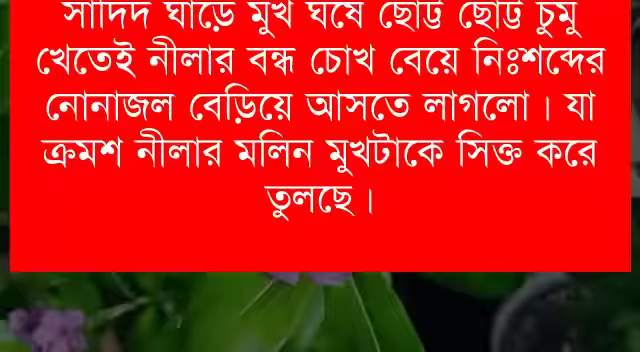 সাদিদ ঘাড়ে মুখ ঘষে ছোট্ট ছোট্ট চুমু
খেতেই নীলার বন্ধ চোখ বেয়ে নিঃশব্দের
নোনাজল বেড়িয়ে আসতে লাগলো। যা
ক্রমশ নীলার মলিন মুখটাকে সিক্ত করে
তুলছে।